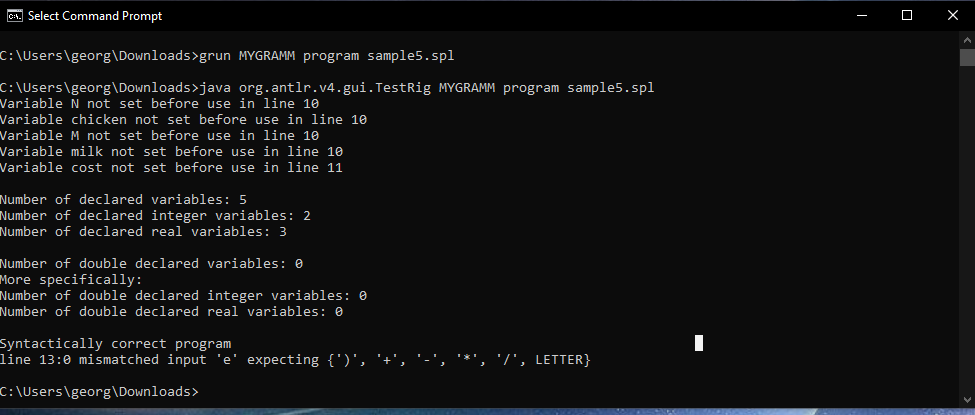 Select Command Prompt
C:\Users\georg\Downloads>grun MYGRAMM program sample5.spl
C:\Users\georg\Downloads>java org.antlr.v4.gui.TestRig MYGRAMM program sample5.spl
Variable N not set before use in line 10
Variable chicken not set before use in line 10
Variable M not set before use in line 10
Variable milk not set before use in line 10
Variable cost not set before use in line 11
Number of declared variables: 5
Number of declared integer variables: 2
Number of declared real variables: 3
Number of double declared variables: 0
More specifically:
Number of double declared integer variables: 0
Number of double declared real variables: 0
Syntactically correct program
line 13:0 mismatched input 'e' expecting {')', '+', '-', '*', '/', LETTER}
C:\Users\georg\Downloads>